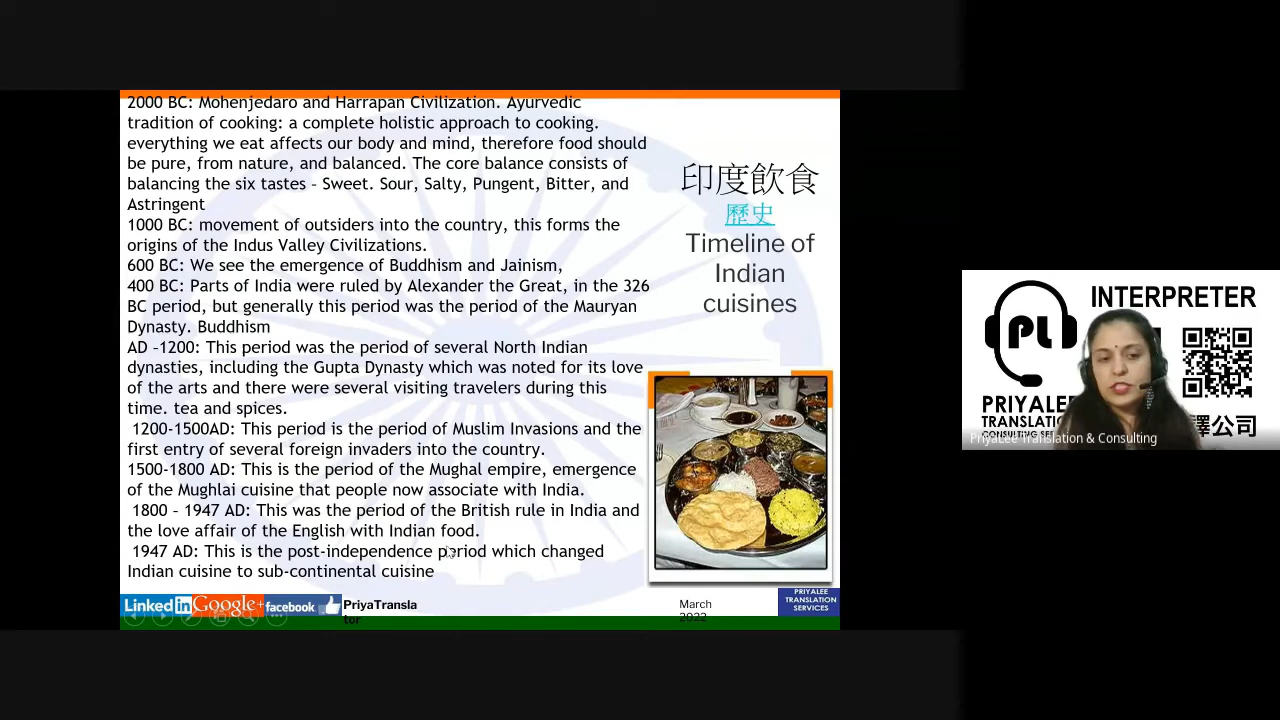 2000 BC: Mohenjedaro and Harrapan Civilization. Ayurvedic
tradition of cooking: a complete holistic approach to cooking.
everything we eat affects our body and mind, therefore food should
be pure, from nature, and balanced. The core balance consists of
balancing the six tastes – Sweet. Sour, Salty, Pungent, Bitter, and
Astringent
1000 BC: movement of outsiders into the country, this forms the
origins of the Indus Valley Civilizations.
600 BC: We see the emergence of Buddhism and Jainism,
400 BC: Parts of India were ruled by Alexander the Great, in the 326
BC period, but generally this period was the period of the Mauryan
Dynasty. Buddhism
AD –1200: This period was the period of several North Indian
dynasties, including the Gupta Dynasty which was noted for its love
of the arts and there were several visiting travelers during this
time. tea and spices.
1200-1500AD: This period is the period of Muslim Invasions and the
first entry of several foreign invaders into the country.
1500-1800 AD: This is the period of the Mughal empire, emergence
of the Mughlai cuisine that people now associate with India.
1800 – 1947 AD: This was the period of the British rule in India and
the love affair of the English with Indian food.
1947 AD: This is the post-independence period which changed
Indian cuisine to sub-continental cuisine
印度飲食
歷史
Timeline of
Indian
cuisines
Linked in Google+ facebook
PriyaTransla
tor
March
2022
PRIYALEE
TRANSLATION
SERVICES
INTERPRETER
PL
PRIYALEE
TRANSLATION
CONSULTING
譯公司
PriyaLee Translation & Consulting